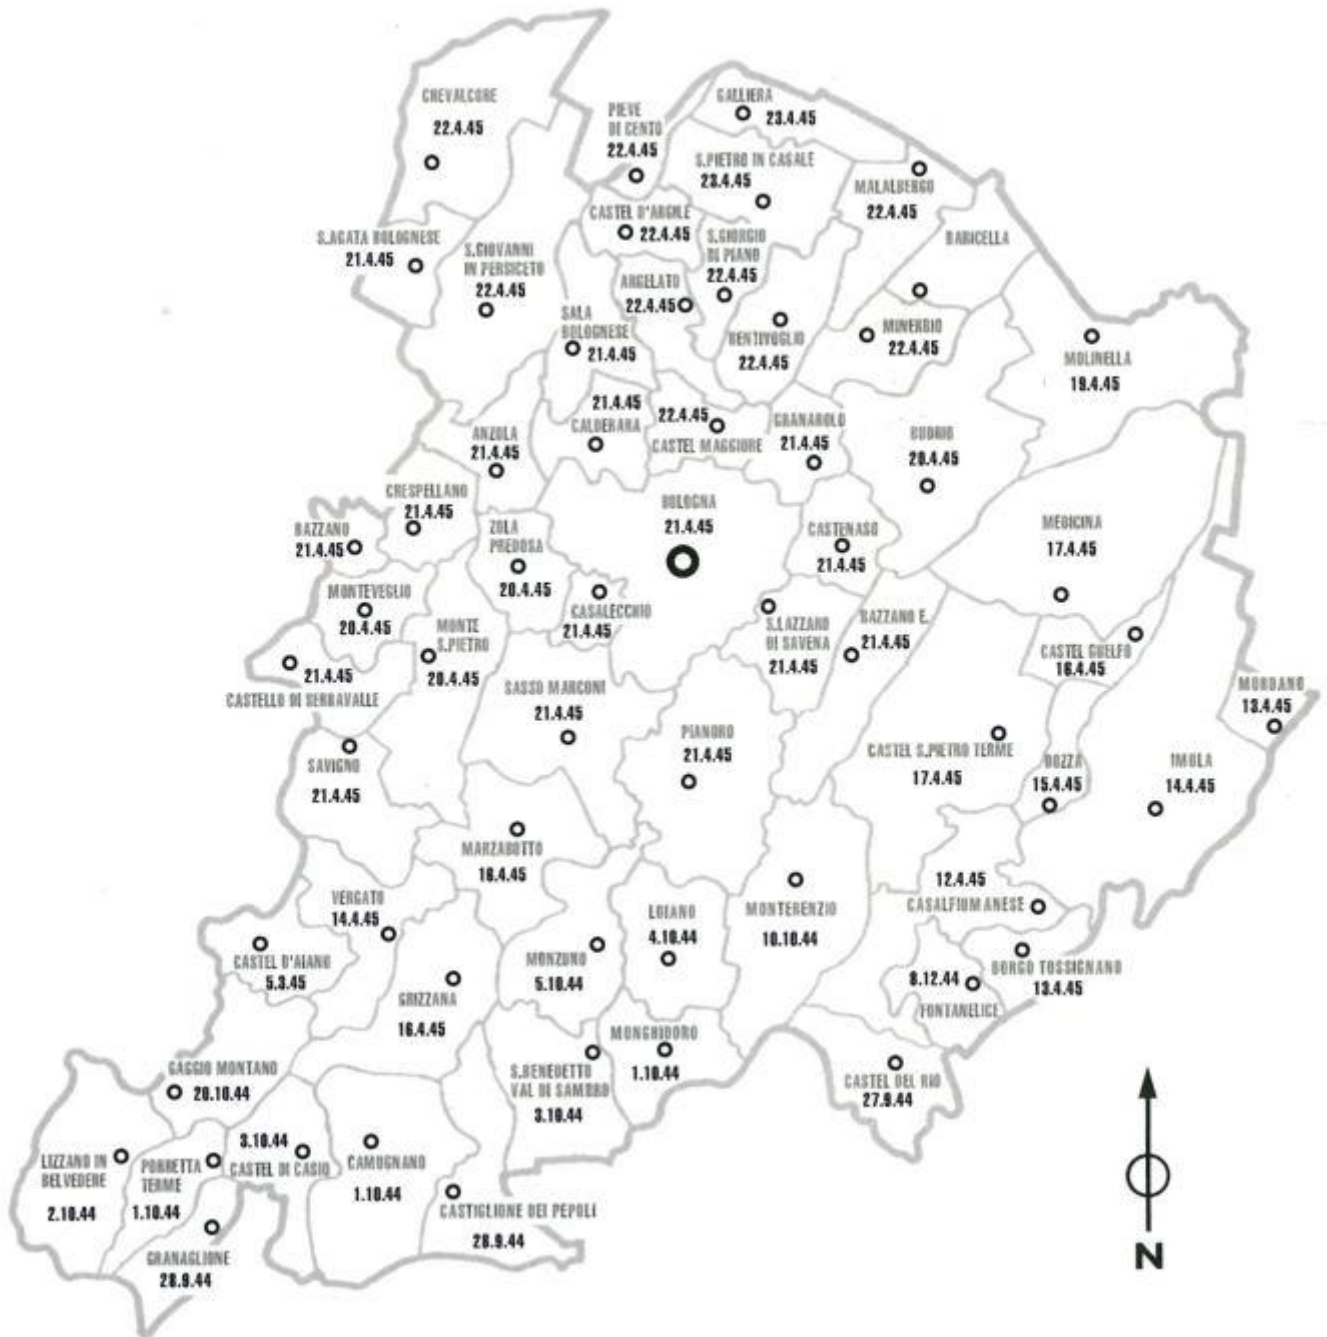 CREVALCORE
22.4.45
GALLIERA
23.4.45
PIEVE
DI CENTO
22.4.45
S.PIETRO IN CASALE
23.4.45
MALALBERGO
22.4.45
CASTEL D'ARGILE
22.4.45
BARICELLA
S.AGATA BOLOGNESE
21.4.45
S.GIOVANNI
IN PERSICETO
22.4.45
S.GIORGIO
DI PIANO
22.4.45
ARGELATO
22.4.45
SALA
BOLOGNESE
21.4.45
BENTIVOGLIO
22.4.45
MINERBIO
22.4.45
MOLINELLA
19.4.45
21.4.45
CALDERARA
22.4.45
CASTEL MAGGIORE
GRANAROLO
21.4.45
ANZOLA
21.4.45
BUDRIO
20.4.45
CRESPELLANO
21.4.45
BAZZANO
21.4.45
ZOLA
PREDOSA
20.4.45
BOLOGNA
21.4.45
CASTENASO
21.4.45
MEDICINA
17.4.45
MONTEVEGLIO
20.4.45
CASALECCHIO
21.4.45
MONTE
S.PIETRO
20.4.45
S.LAZZARO
DI SAVENA
21.4.45
BAZZANO E.
21.4.45
CASTEL GUELFO
16.4.45
21.4.45
CASTELLO DI SERRAVALLE
SASSO MARCONI
21.4.45
MORDANO
13.4.45
SAVIGNO
21.4.45
PIANORO
21.4.45
CASTEL S.PIETRO TERME
17.4.45
DOZZA
15.4.45
IMOLA
14.4.45
MARZABOTTO
16.4.45
VERGATO
14.4.45
LOIANO
4.10.44
MONTERENZIO
10.10.44
12.4.45
CASALFIUMANESE
CASTEL D'AIANO
5.3.45
MONZUNO
5.10.44
BORGO TOSSIGNANO
13.4.45
8.12.44
FONTANELICE
GRIZZANA
16.4.45
MONGHIDORO
1.10.44
GAGGIO MONTANO
20.10.44
S.BENEDETTO
VAL DI SAMBRO
3.10.44
CASTEL DEL RIO
27.9.44
LIZZANO IN
BELVEDERE
2.10.44
PORRETTA
TERME
1.10.44
3.10.44
CASTEL DI CASIO
CAMUGNANO
1.10.44
CASTIGLIONE DEI PEPOLI
28.9.44
GRANAGLIONE
28.9.44
N